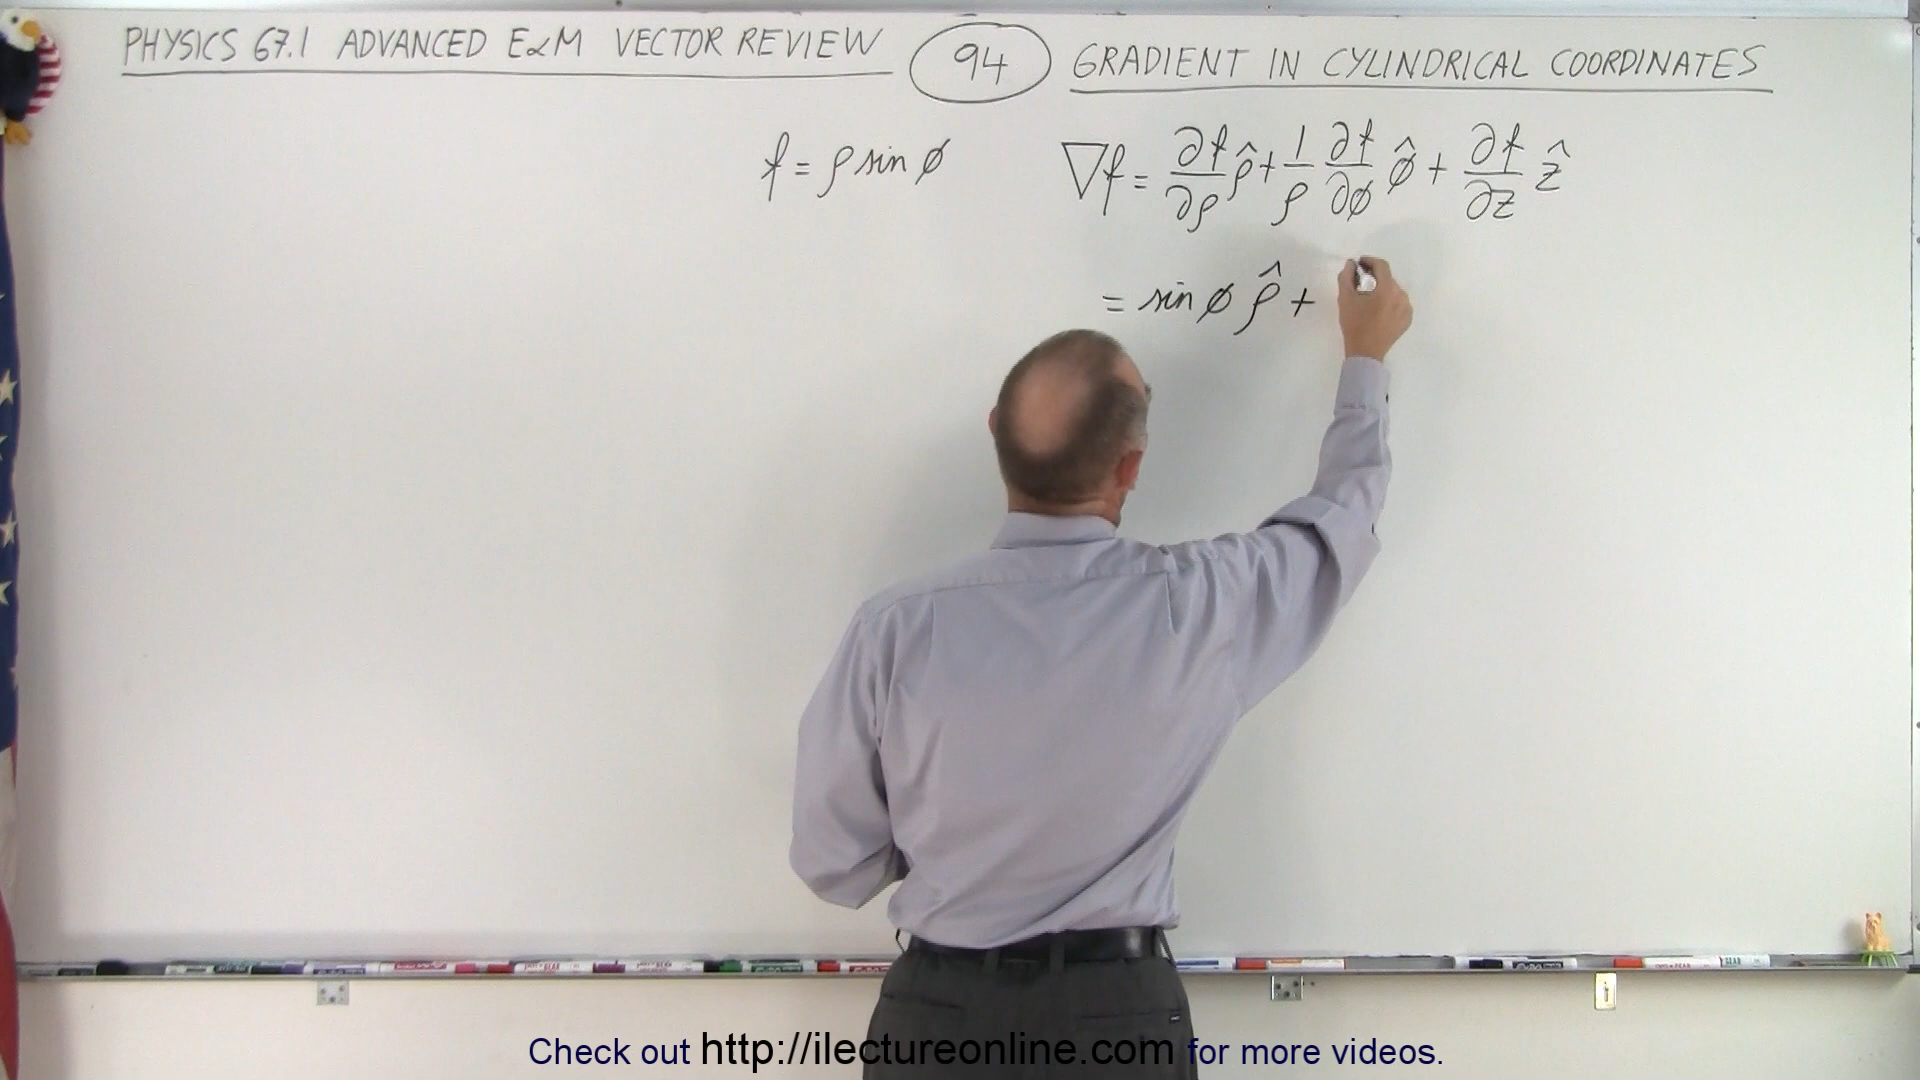 PHYSICS 67.1 ADVANCED E&M VECTOR REVIEW 94 GRADIENT IN CYLINDRICAL COORDINATES
f = ρ sin ϕ ∇f = ∂f/∂ρ ρ̂ + 1/ρ ∂f/∂ϕ ϕ̂ + ∂f/∂z ẑ
= sin ϕ ρ̂ +
Check out http://ilectureonline.com for more videos.